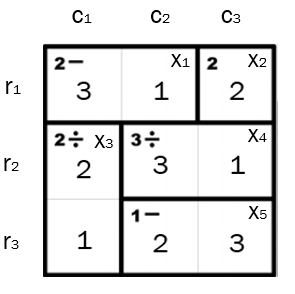 c₁ c₂ c₃
r₁ 2− X₁ 2 X₂
3 1 2
r₂ 2÷ X₃ 3÷ X₄
2 3 1
1− X₅
r₃ 1 2 3